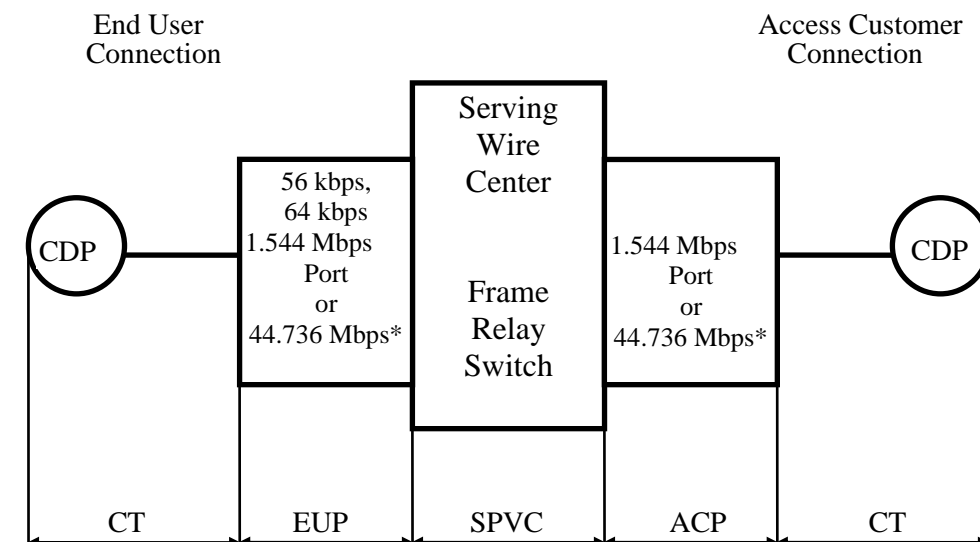 End User
Connection
Access Customer
Connection
Serving
Wire
Center
Frame
Relay
Switch
56 kbps,
64 kbps
1.544 Mbps
Port
or
44.736 Mbps*
1.544 Mbps
Port
or
44.736 Mbps*
CDP
CDP
CT
EUP
SPVC
ACP
CT